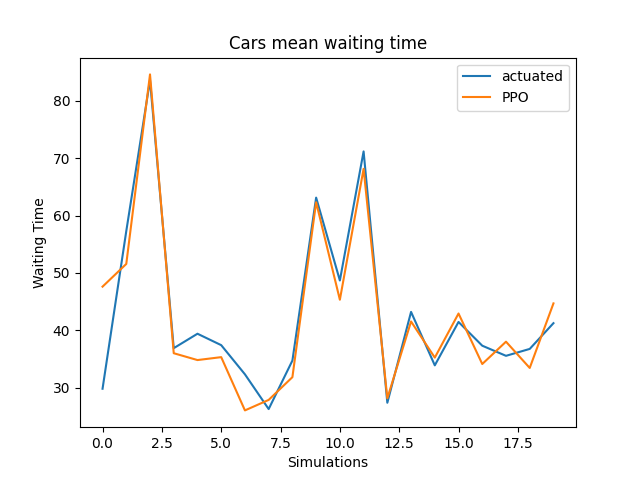 Cars mean waiting time
actuated
PPO
Waiting Time
80
70
60
50
40
30
0.0 2.5 5.0 7.5 10.0 12.5 15.0 17.5
Simulations